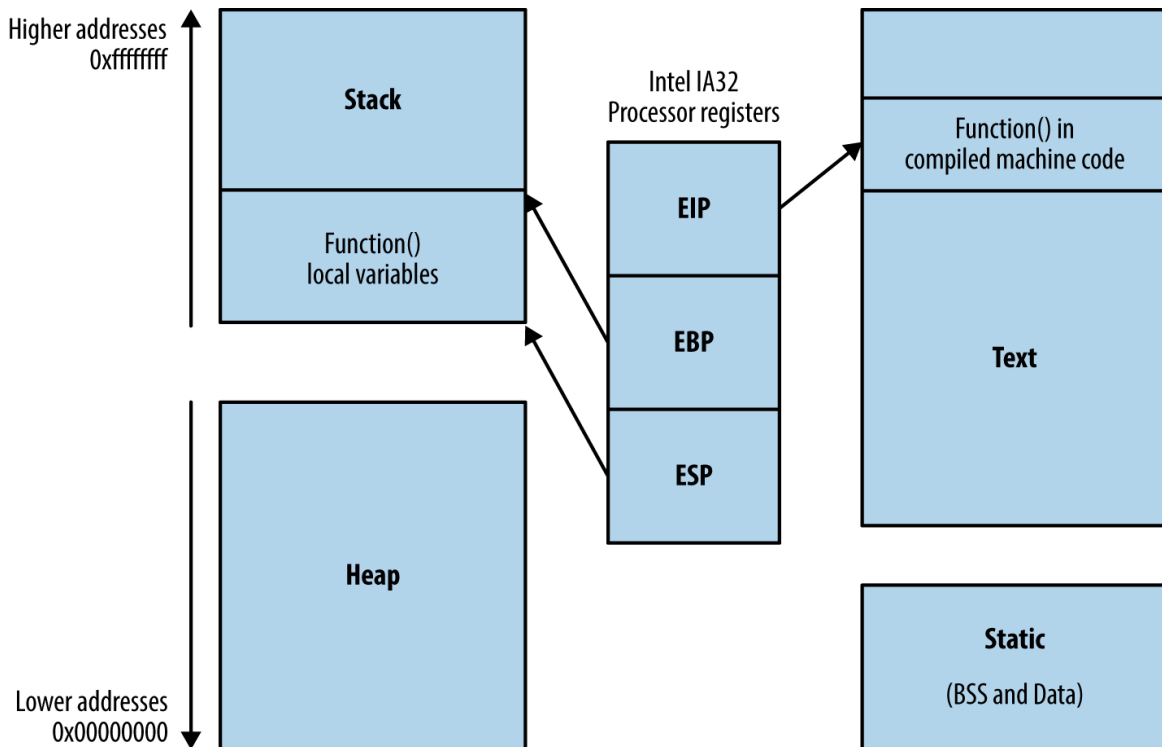 Higher addresses
0xffffffff
Stack
Function()
local variables
Heap
Lower addresses
0x00000000
Intel IA32
Processor registers
EIP
EBP
ESP
Function() in
compiled machine code
Text
Static
(BSS and Data)